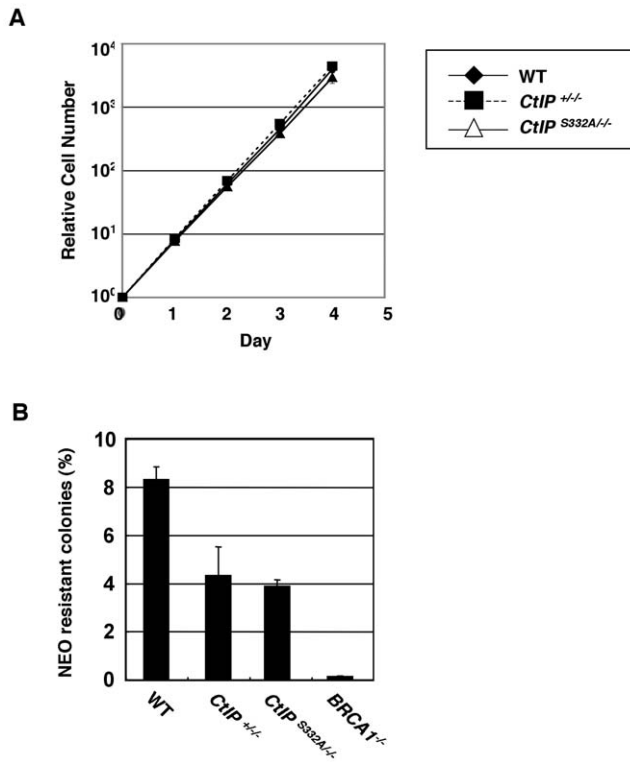 A
10⁴
10³
10²
10¹
10⁰
0 1 2 3 4 5
Relative Cell Number
Day
WT
CtIP +/-/-
CtIP S332A/-/-
B
10
8
6
4
2
0
NEO resistant colonies (%)
WT
CtIP +/-/-
CtIP S332A/-/-
BRCA1-/-